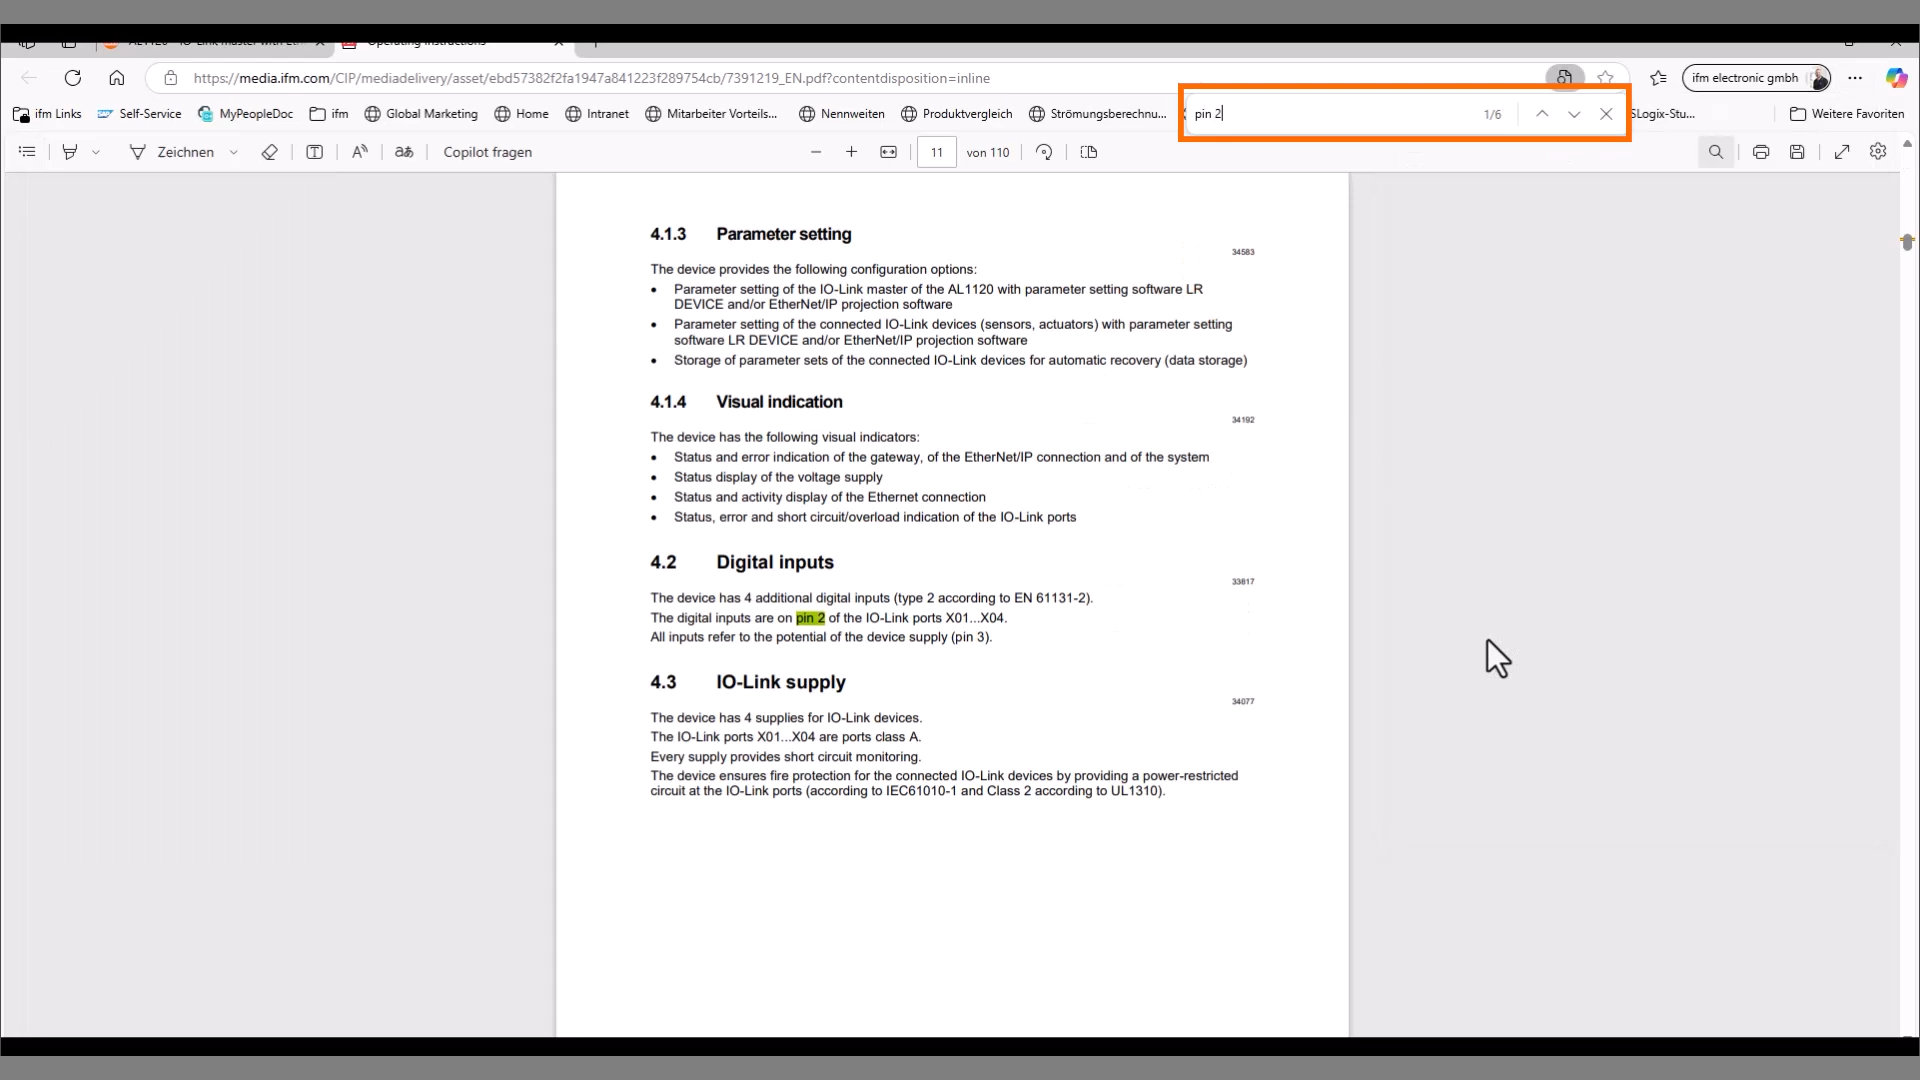 https://media.ifm.com/CIP/mediadelivery/asset/ebd57382f2fa1947a841223f289754cb/7391219_EN.pdf?contentdisposition=inline
ifm electronic gmbh
ifm Links
Self-Service
MyPeopleDoc
ifm
Global Marketing
Home
Intranet
Mitarbeiter Vorteils...
Nennweiten
Produktvergleich
Strömungsberechnu...
pin 2
1/6
SLogix-Stu...
Weitere Favoriten
Zeichnen
Copilot fragen
11
von 110
4.1.3 Parameter setting
34583
The device provides the following configuration options:
• Parameter setting of the IO-Link master of the AL1120 with parameter setting software LR
DEVICE and/or EtherNet/IP projection software
• Parameter setting of the connected IO-Link devices (sensors, actuators) with parameter setting
software LR DEVICE and/or EtherNet/IP projection software
• Storage of parameter sets of the connected IO-Link devices for automatic recovery (data storage)
4.1.4 Visual indication
34192
The device has the following visual indicators:
• Status and error indication of the gateway, of the EtherNet/IP connection and of the system
• Status display of the voltage supply
• Status and activity display of the Ethernet connection
• Status, error and short circuit/overload indication of the IO-Link ports
4.2 Digital inputs
33817
The device has 4 additional digital inputs (type 2 according to EN 61131-2).
The digital inputs are on pin 2 of the IO-Link ports X01...X04.
All inputs refer to the potential of the device supply (pin 3).
4.3 IO-Link supply
34077
The device has 4 supplies for IO-Link devices.
The IO-Link ports X01...X04 are ports class A.
Every supply provides short circuit monitoring.
The device ensures fire protection for the connected IO-Link devices by providing a power-restricted
circuit at the IO-Link ports (according to IEC61010-1 and Class 2 according to UL1310).